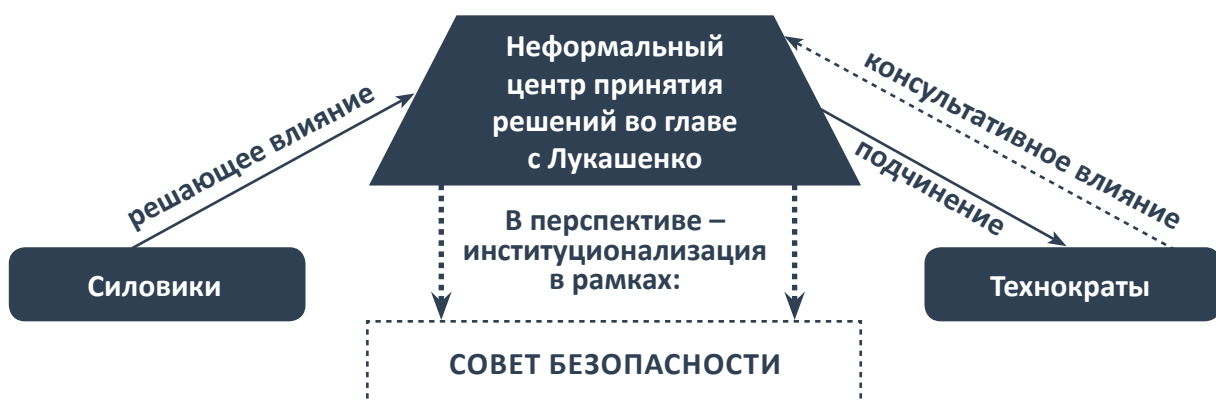 Неформальный
центр принятия
решений во главе
с Лукашенко
решающее влияние
консультативное влияние
подчинение
В перспективе –
институционализация
в рамках:
Силовики
Технократы
СОВЕТ БЕЗОПАСНОСТИ